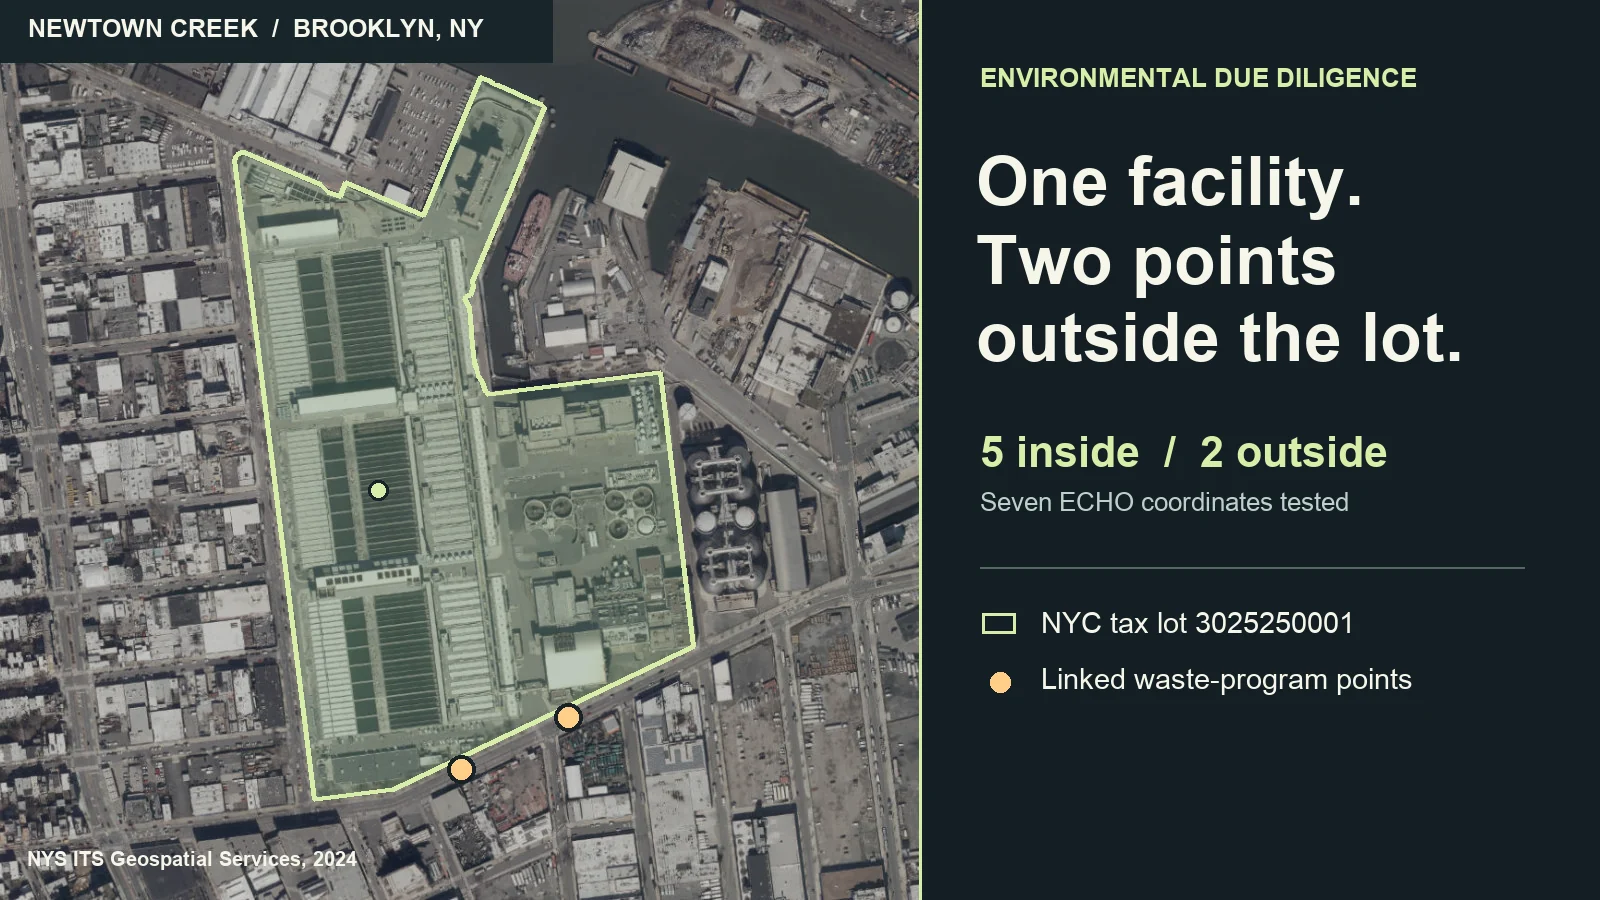 NEWTOWN CREEK / BROOKLYN, NY
ENVIRONMENTAL DUE DILIGENCE
One facility.
Two points
outside the lot.
5 inside / 2 outside
Seven ECHO coordinates tested
NYC tax lot 3025250001
Linked waste-program points
NYS ITS Geospatial Services, 2024